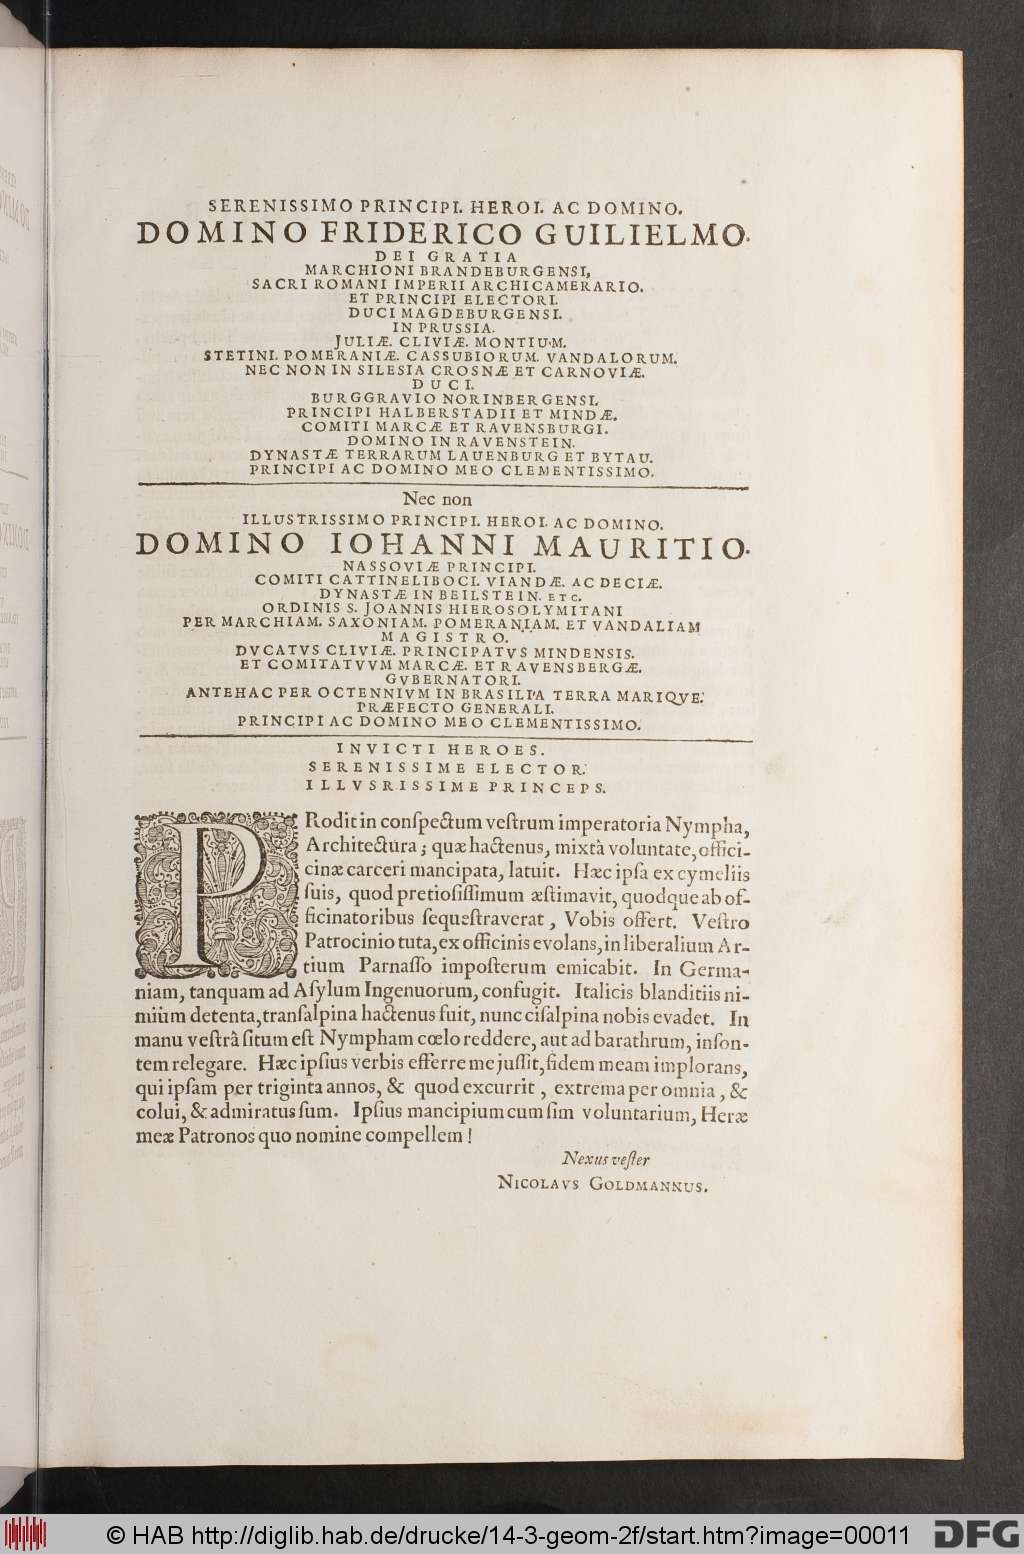 SERENISSIMO PRINCIPI. HEROI. AC DOMINO.
DOMINO FRIDERICO GUILIELMO.
DEI GRATIA
MARCHIONI BRANDEBURGENSI,
SACRI ROMANI IMPERII ARCHICAMERARIO.
ET PRINCIPI ELECTORI.
DUCI MAGDEBURGENSI.
IN PRUSSIA.
JULIÆ. CLIVIÆ. MONTIUM.
STETINI. POMERANIÆ. CASSUBIORUM. VANDALORUM.
NEC NON IN SILESIA CROSNÆ ET CARNOVIÆ.
DUCI.
BURGGRAVIO NORINBERGENSI.
PRINCIPI HALBERSTADII ET MINDÆ.
COMITI MARCÆ ET RAVENSBURGI.
DOMINO IN RAVENSTEIN.
DYNASTÆ TERRARUM LAUENBURG ET BYTAU.
PRINCIPI AC DOMINO MEO CLEMENTISSIMO.
Nec non
ILLUSTRISSIMO PRINCIPI. HEROI. AC DOMINO.
DOMINO IOHANNI MAURITIO.
NASSOVIÆ PRINCIPI.
COMITI CATTINELIBOCI. VIANDÆ. AC DECIÆ.
DYNASTÆ IN BEILSTEIN. ETC.
ORDINIS S. JOANNIS HIEROSOLYMITANI
PER MARCHIAM. SAXONIAM. POMERANIAM. ET VANDALIAM
MAGISTRO.
DVCATVS CLIVIÆ. PRINCIPATVS MINDENSIS.
ET COMITATVVM MARCÆ. ET RAVENSBERGÆ.
GVBERNATORI.
ANTEHAC PER OCTENNIVM IN BRASILIA TERRA MARIQVE.
PRÆFECTO GENERALI.
PRINCIPI AC DOMINO MEO CLEMENTISSIMO.
INVICTI HEROES.
SERENISSIME ELECTOR.
ILLVSRISSIME PRINCEPS.
PRodit in conſpectum veſtrum imperatoria Nympha,
Architectura; quæ hactenus, mixtà voluntate, offici-
cinæ carceri mancipata, latuit. Hæc ipſa ex cymeliis
ſuis, quod pretioſiſſimum æſtimavit, quodque ab of-
ficinatoribus ſequeſtraverat, Vobis offert. Veſtro
Patrocinio tuta, ex officinis evolans, in liberalium Ar-
tium Parnaſſo impoſterum emicabit. In Germa-
niam, tanquam ad Aſylum Ingenuorum, confugit. Italicis blanditiis ni-
miùm detenta, tranſalpina hactenus fuit, nunc ciſalpina nobis evadet. In
manu veſtrâ ſitum eſt Nympham cœlo reddere, aut ad barathrum, inſon-
tem relegare. Hæc ipſius verbis efferre me juſſit, fidem meam implorans,
qui ipſam per triginta annos, & quod excurrit, extrema per omnia, &
colui, & admiratus ſum. Ipſius mancipium cum ſim voluntarium, Heræ
meæ Patronos quo nomine compellem!
Nexus veſter
NICOLAVS GOLDMANNUS.
© HAB http://diglib.hab.de/drucke/14-3-geom-2f/start.htm?image=00011
DFG